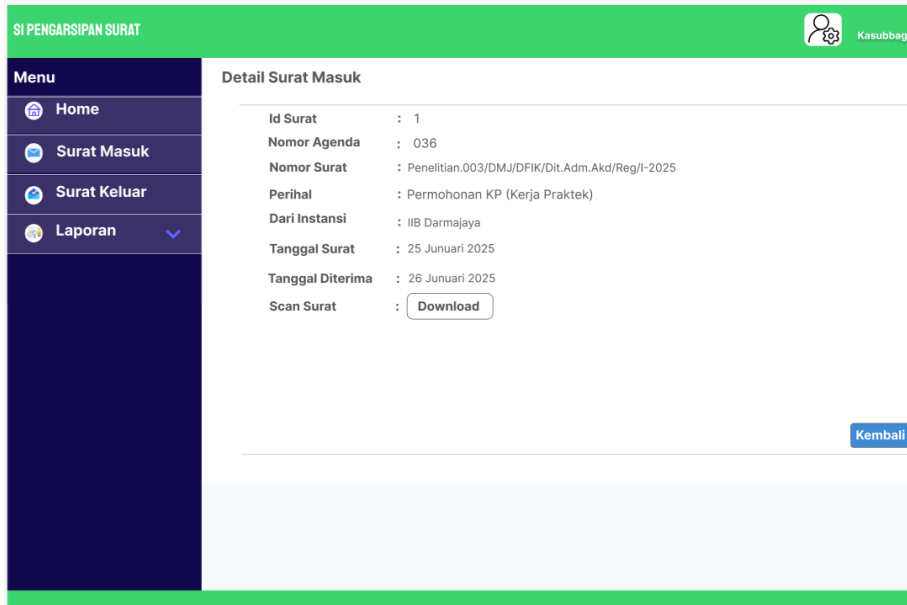 SI PENGARSIPAN SURAT
Kasubbag
Menu
Home
Surat Masuk
Surat Keluar
Laporan
Detail Surat Masuk
Id Surat : 1
Nomor Agenda : 036
Nomor Surat : Penelitian.003/DMJ/DFIK/Dit.Adm.Akd/Reg/I-2025
Perihal : Permohonan KP (Kerja Praktek)
Dari Instansi : IIB Darmajaya
Tanggal Surat : 25 Junuari 2025
Tanggal Diterima : 26 Junuari 2025
Scan Surat : Download
Kembali